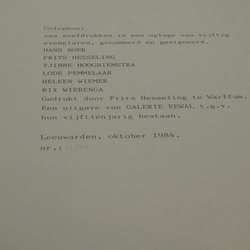 Colophon:
zes zeefdrukken in een oplage van vijftig
exemplaren, genummerd en gesigneerd.
HANS HOEK
FRITS HESSELING
TJIBBE HOOGHIEMSTRA
LODE PEMMELAAR
HELEEN WIEMER
RIX WIERENGA
Gedrukt door Frits Hesseling te Warffum.
Een uitgave van GALERIE EEWAL t.g.v.
hun vijftienjarig bestaan.
Leeuwarden, oktober 1984.
nr.: